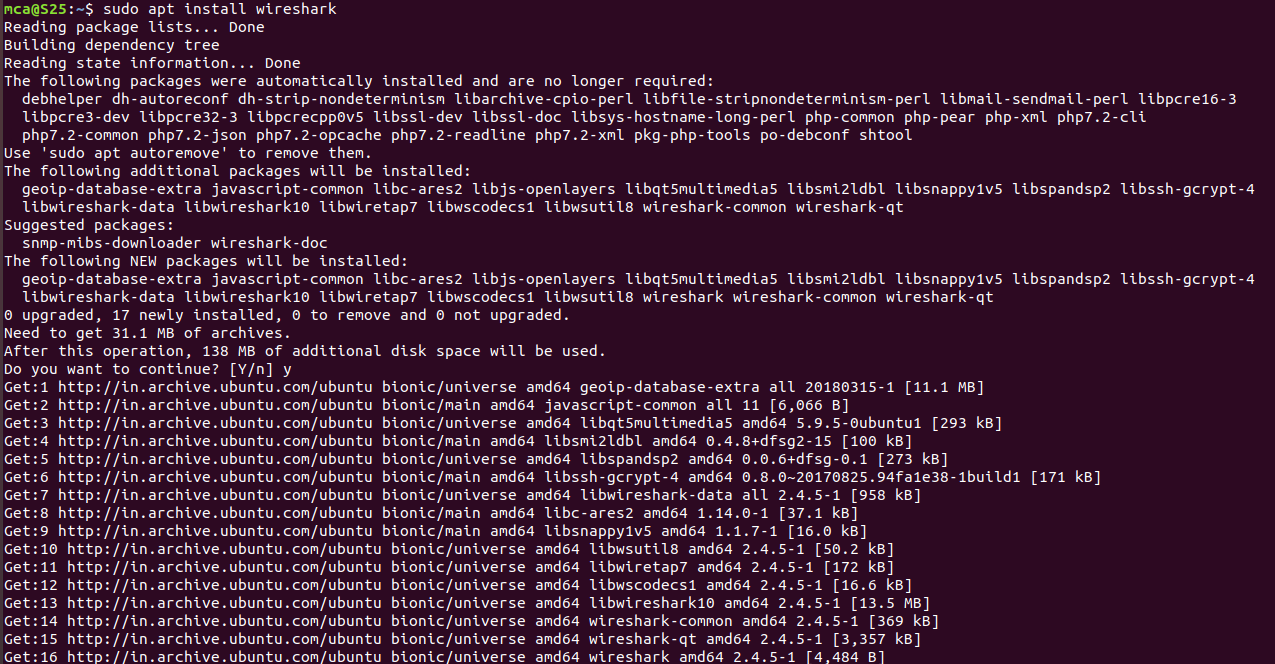 mca@S25:~$ sudo apt install wireshark
Reading package lists... Done
Building dependency tree
Reading state information... Done
The following packages were automatically installed and are no longer required:
  debhelper dh-autoreconf dh-strip-nondeterminism libarchive-cpio-perl libfile-stripnondeterminism-perl libmail-sendmail-perl libpcre16-3
  libpcre3-dev libpcre32-3 libpcrecpp0v5 libssl-dev libssl-doc libsys-hostname-long-perl php-common php-pear php-xml php7.2-cli
  php7.2-common php7.2-json php7.2-opcache php7.2-readline php7.2-xml pkg-php-tools po-debconf shtool
Use 'sudo apt autoremove' to remove them.
The following additional packages will be installed:
  geoip-database-extra javascript-common libc-ares2 libjs-openlayers libqt5multimedia5 libsmi2ldbl libsnappy1v5 libspandsp2 libssh-gcrypt-4
  libwireshark-data libwireshark10 libwiretap7 libwscodecs1 libwsutil8 wireshark-common wireshark-qt
Suggested packages:
  snmp-mibs-downloader wireshark-doc
The following NEW packages will be installed:
  geoip-database-extra javascript-common libc-ares2 libjs-openlayers libqt5multimedia5 libsmi2ldbl libsnappy1v5 libspandsp2 libssh-gcrypt-4
  libwireshark-data libwireshark10 libwiretap7 libwscodecs1 libwsutil8 wireshark wireshark-common wireshark-qt
0 upgraded, 17 newly installed, 0 to remove and 0 not upgraded.
Need to get 31.1 MB of archives.
After this operation, 138 MB of additional disk space will be used.
Do you want to continue? [Y/n] y
Get:1 http://in.archive.ubuntu.com/ubuntu bionic/universe amd64 geoip-database-extra all 20180315-1 [11.1 MB]
Get:2 http://in.archive.ubuntu.com/ubuntu bionic/main amd64 javascript-common all 11 [6,066 B]
Get:3 http://in.archive.ubuntu.com/ubuntu bionic/universe amd64 libqt5multimedia5 amd64 5.9.5-0ubuntu1 [293 kB]
Get:4 http://in.archive.ubuntu.com/ubuntu bionic/main amd64 libsmi2ldbl amd64 0.4.8+dfsg2-15 [100 kB]
Get:5 http://in.archive.ubuntu.com/ubuntu bionic/universe amd64 libspandsp2 amd64 0.0.6+dfsg-0.1 [273 kB]
Get:6 http://in.archive.ubuntu.com/ubuntu bionic/main amd64 libssh-gcrypt-4 amd64 0.8.0~20170825.94fa1e38-1build1 [171 kB]
Get:7 http://in.archive.ubuntu.com/ubuntu bionic/universe amd64 libwireshark-data all 2.4.5-1 [958 kB]
Get:8 http://in.archive.ubuntu.com/ubuntu bionic/main amd64 libc-ares2 amd64 1.14.0-1 [37.1 kB]
Get:9 http://in.archive.ubuntu.com/ubuntu bionic/main amd64 libsnappy1v5 amd64 1.1.7-1 [16.0 kB]
Get:10 http://in.archive.ubuntu.com/ubuntu bionic/universe amd64 libwsutil8 amd64 2.4.5-1 [50.2 kB]
Get:11 http://in.archive.ubuntu.com/ubuntu bionic/universe amd64 libwiretap7 amd64 2.4.5-1 [172 kB]
Get:12 http://in.archive.ubuntu.com/ubuntu bionic/universe amd64 libwscodecs1 amd64 2.4.5-1 [16.6 kB]
Get:13 http://in.archive.ubuntu.com/ubuntu bionic/universe amd64 libwireshark10 amd64 2.4.5-1 [13.5 MB]
Get:14 http://in.archive.ubuntu.com/ubuntu bionic/universe amd64 wireshark-common amd64 2.4.5-1 [369 kB]
Get:15 http://in.archive.ubuntu.com/ubuntu bionic/universe amd64 wireshark-qt amd64 2.4.5-1 [3,357 kB]
Get:16 http://in.archive.ubuntu.com/ubuntu bionic/universe amd64 wireshark amd64 2.4.5-1 [4,484 B]